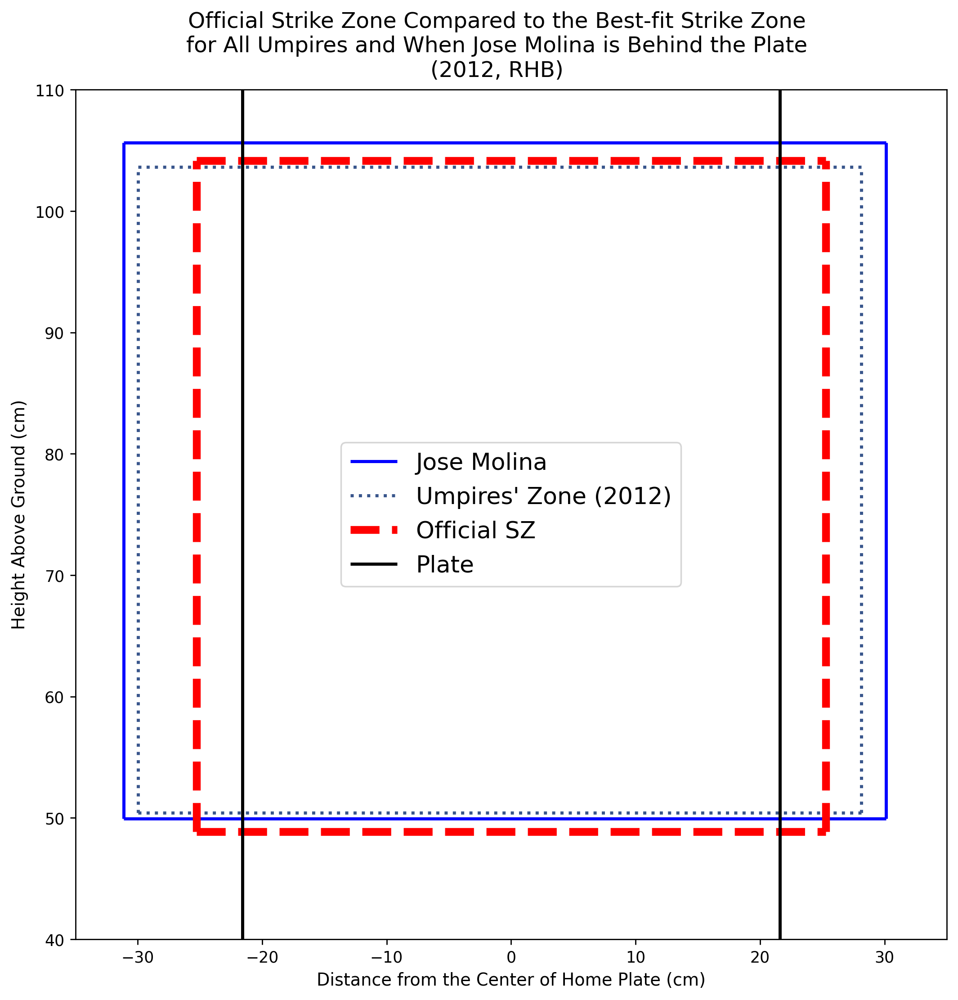 Official Strike Zone Compared to the Best-fit Strike Zone
for All Umpires and When Jose Molina is Behind the Plate
(2012, RHB)
110
100
90
80
70
60
50
40
Height Above Ground (cm)
Jose Molina
Umpires' Zone (2012)
Official SZ
Plate
−30 −20 −10 0 10 20 30
Distance from the Center of Home Plate (cm)